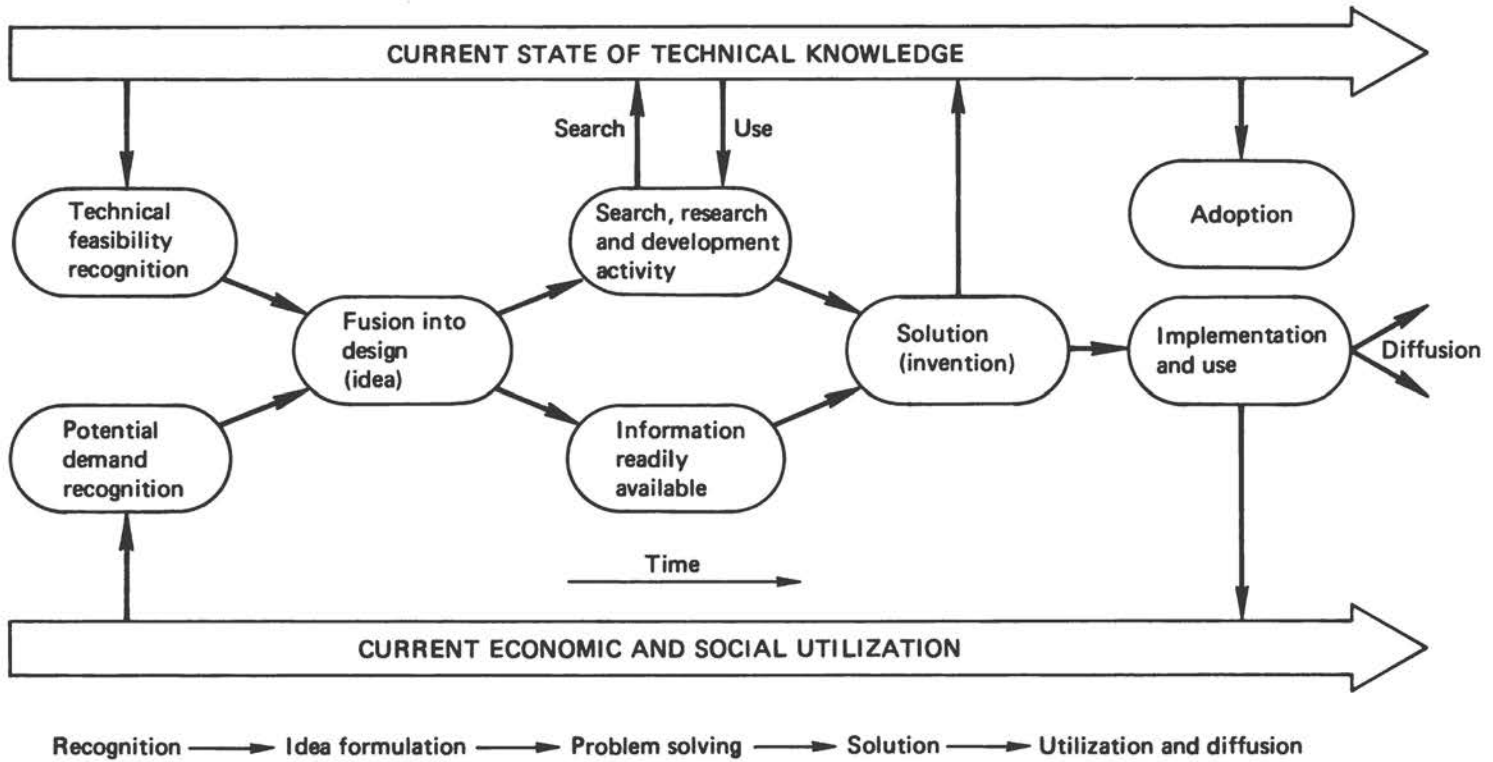 CURRENT STATE OF TECHNICAL KNOWLEDGE
Search
Use
Technical
feasibility
recognition
Search, research
and development
activity
Adoption
Fusion into
design
(idea)
Solution
(invention)
Implementation
and use
Diffusion
Potential
demand
recognition
Information
readily
available
Time
CURRENT ECONOMIC AND SOCIAL UTILIZATION
Recognition → Idea formulation → Problem solving → Solution → Utilization and diffusion